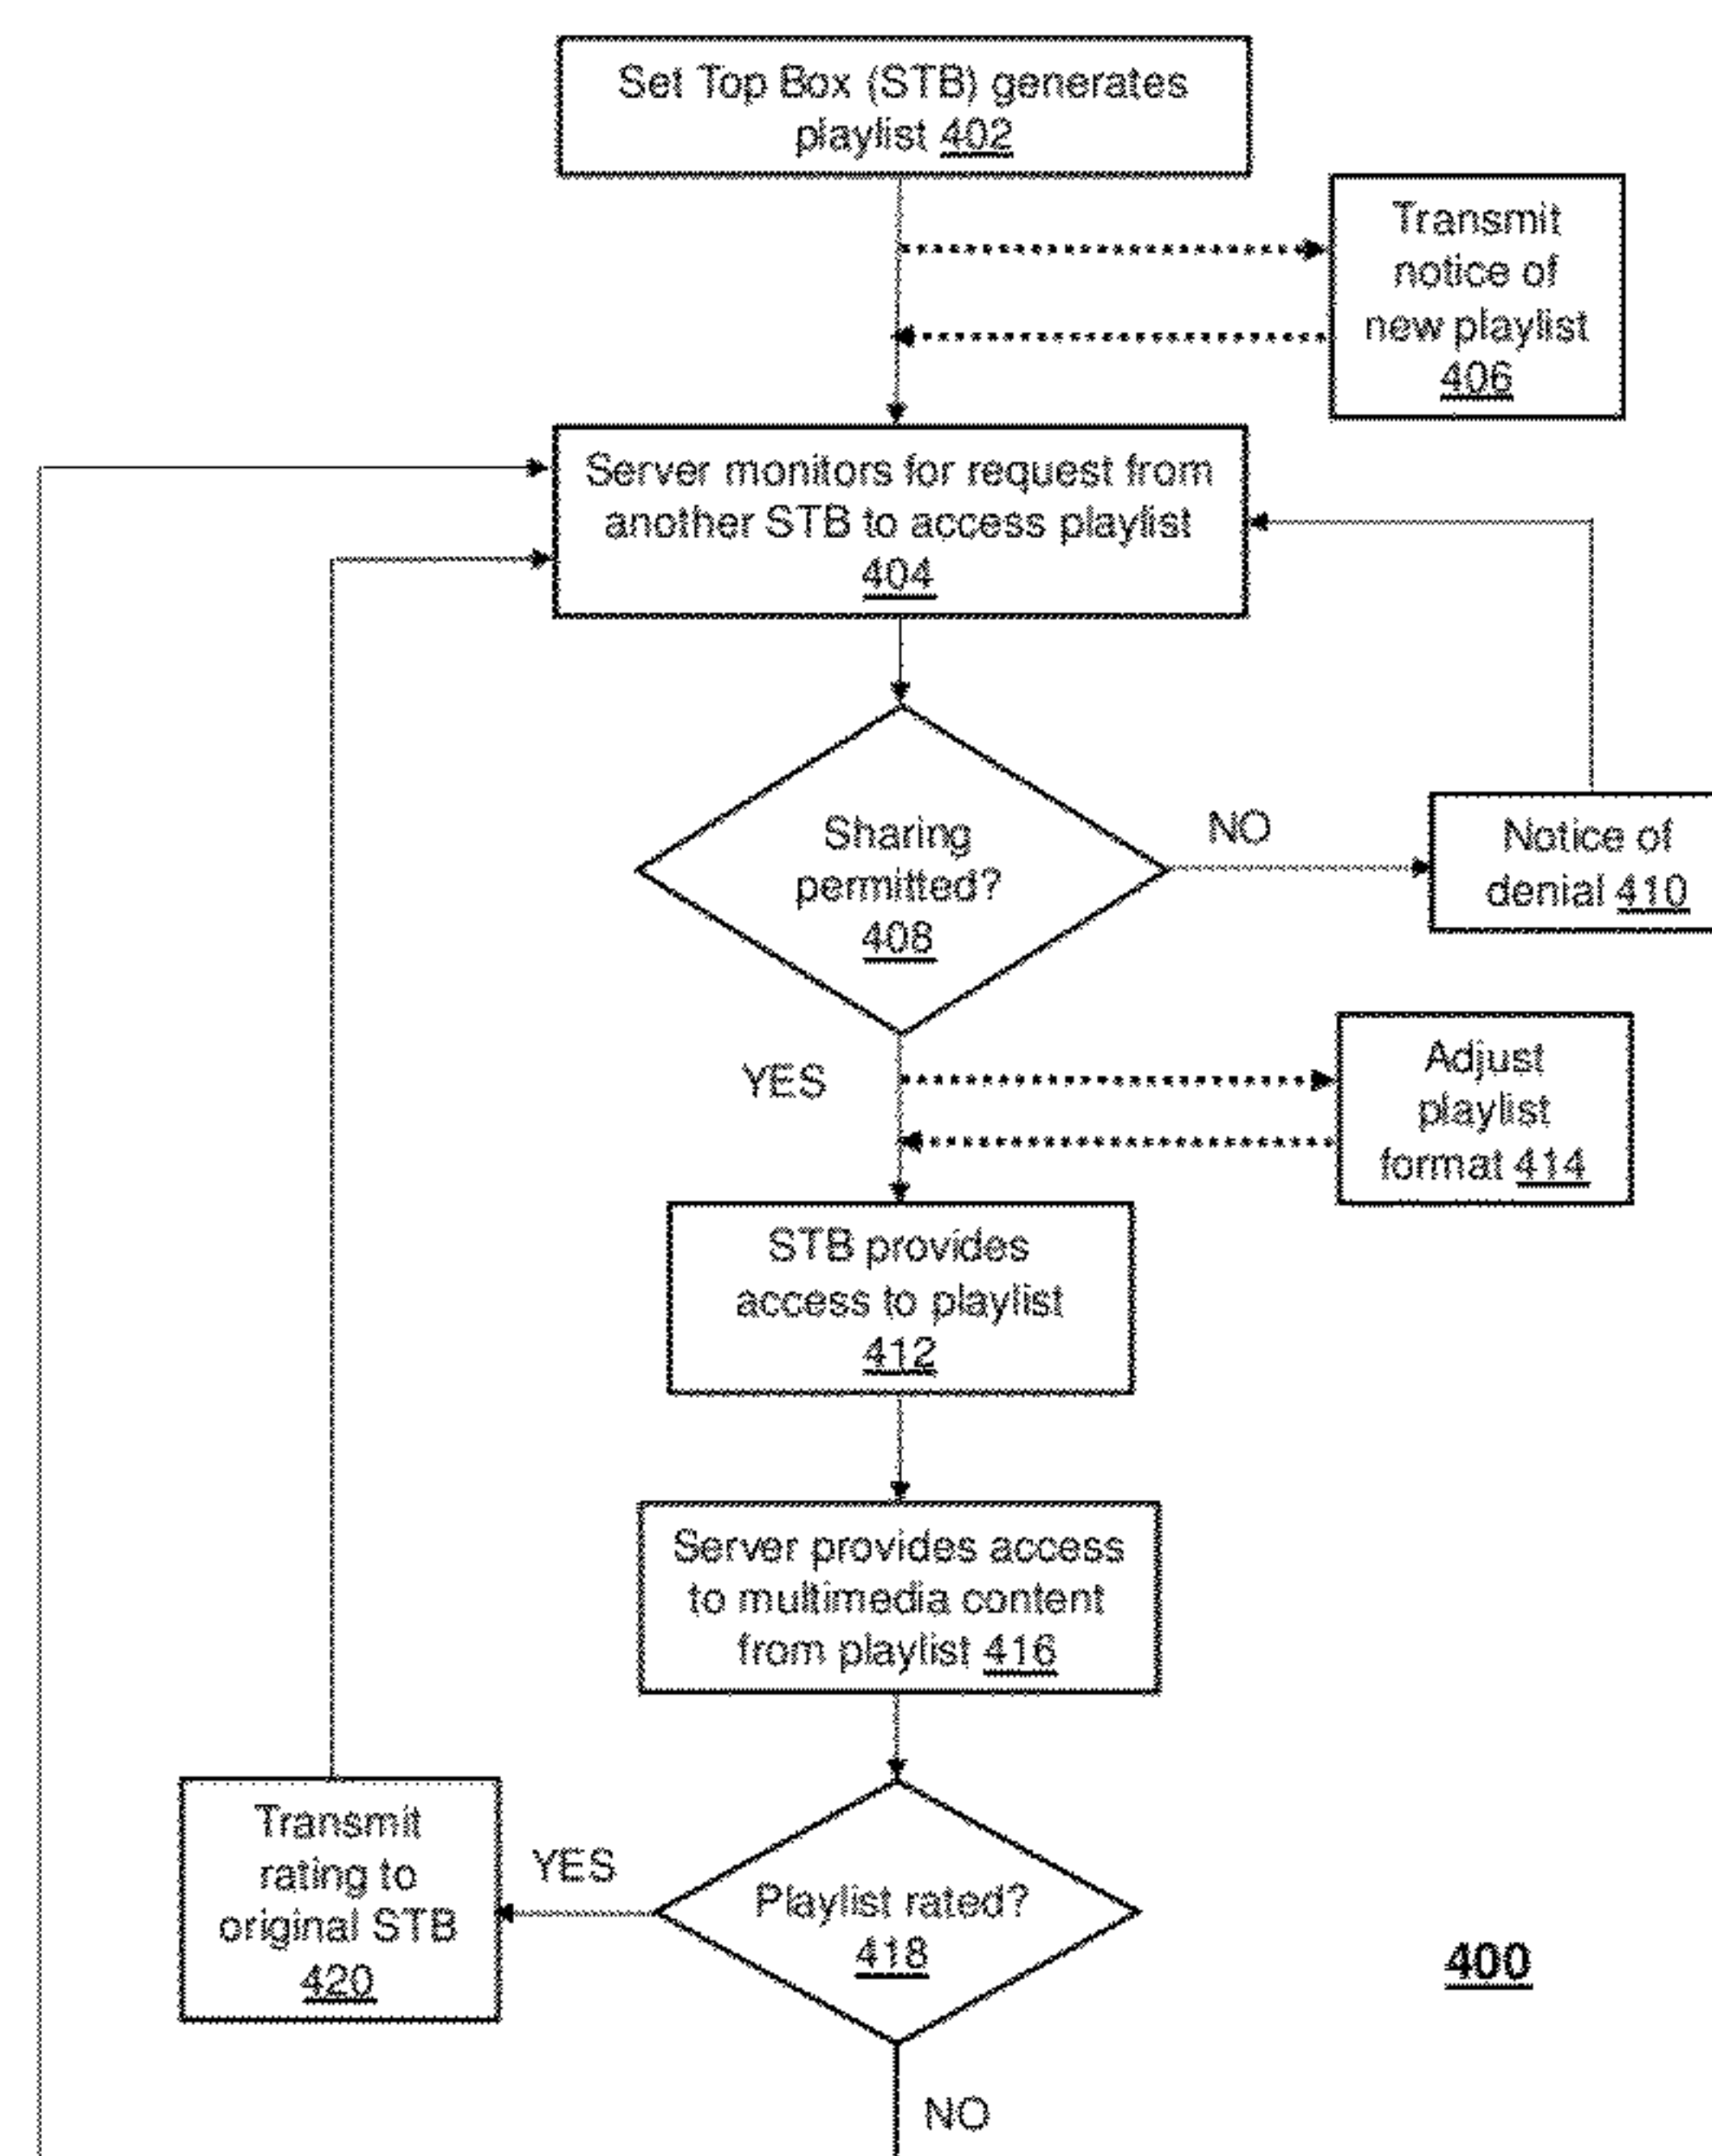 Set Top Box (STB) generates
playlist 402
Transmit
notice of
new playlist
406
Server monitors for request from
another STB to access playlist
404
Sharing
permitted?
408
NO
Notice of
denial 410
YES
Adjust
playlist
format 414
STB provides
access to playlist
412
Server provides access
to multimedia content
from playlist 416
Transmit
rating to
original STB
420
YES
Playlist rated?
418
400
NO